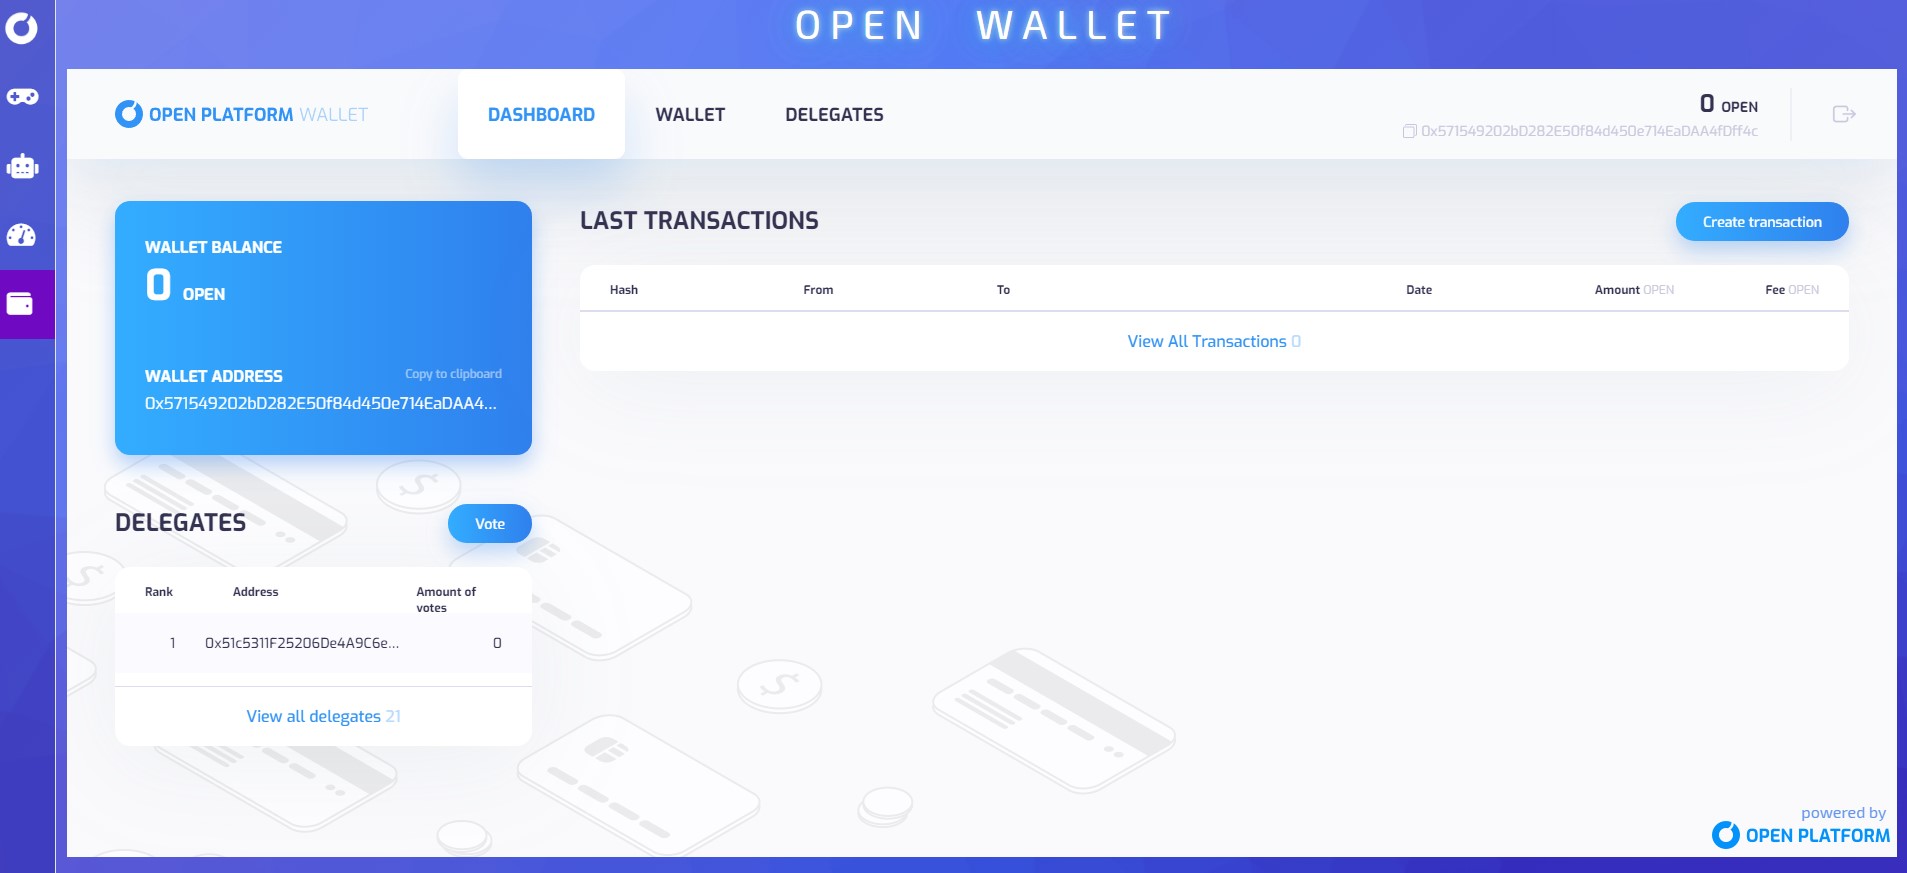 OPEN WALLET
OPEN PLATFORM WALLET
DASHBOARD
WALLET
DELEGATES
0 OPEN
0x571549202bD282E50f84d450e714EaDAA4fDff4c
WALLET BALANCE
0 OPEN
WALLET ADDRESS
Copy to clipboard
0x571549202bD282E50f84d450e714EaDAA4...
LAST TRANSACTIONS
Create transaction
Hash From To Date Amount OPEN Fee OPEN
View All Transactions 0
DELEGATES
Vote
Rank Address Amount of
votes
1 0x51c5311F25206De4A9C6e... 0
View all delegates 21
powered by
OPEN PLATFORM